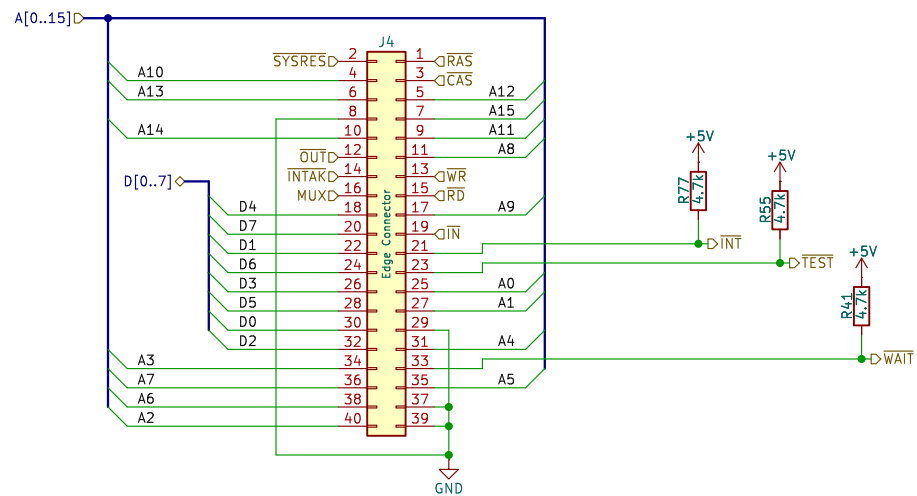 A[0..15]
J4
SYSRES 2 1 RAS
A10 4 3 CAS
A13 6 5 A12
8 7 A15
A14 10 9 A11
OUT 12 11 A8
INTAK 14 13 WR
MUX 16 15 RD
D[0..7]
D4 18 17 A9
D7 20 19 IN
D1 22 21
D6 24 23
D3 26 25 A0
D5 28 27 A1
D0 30 29
D2 32 31 A4
A3 34 33
A7 36 35 A5
A6 38 37
A2 40 39
Edge Connector
GND
+5V
R77
4.7k
INT
+5V
R55
4.7k
TEST
+5V
R41
4.7k
WAIT